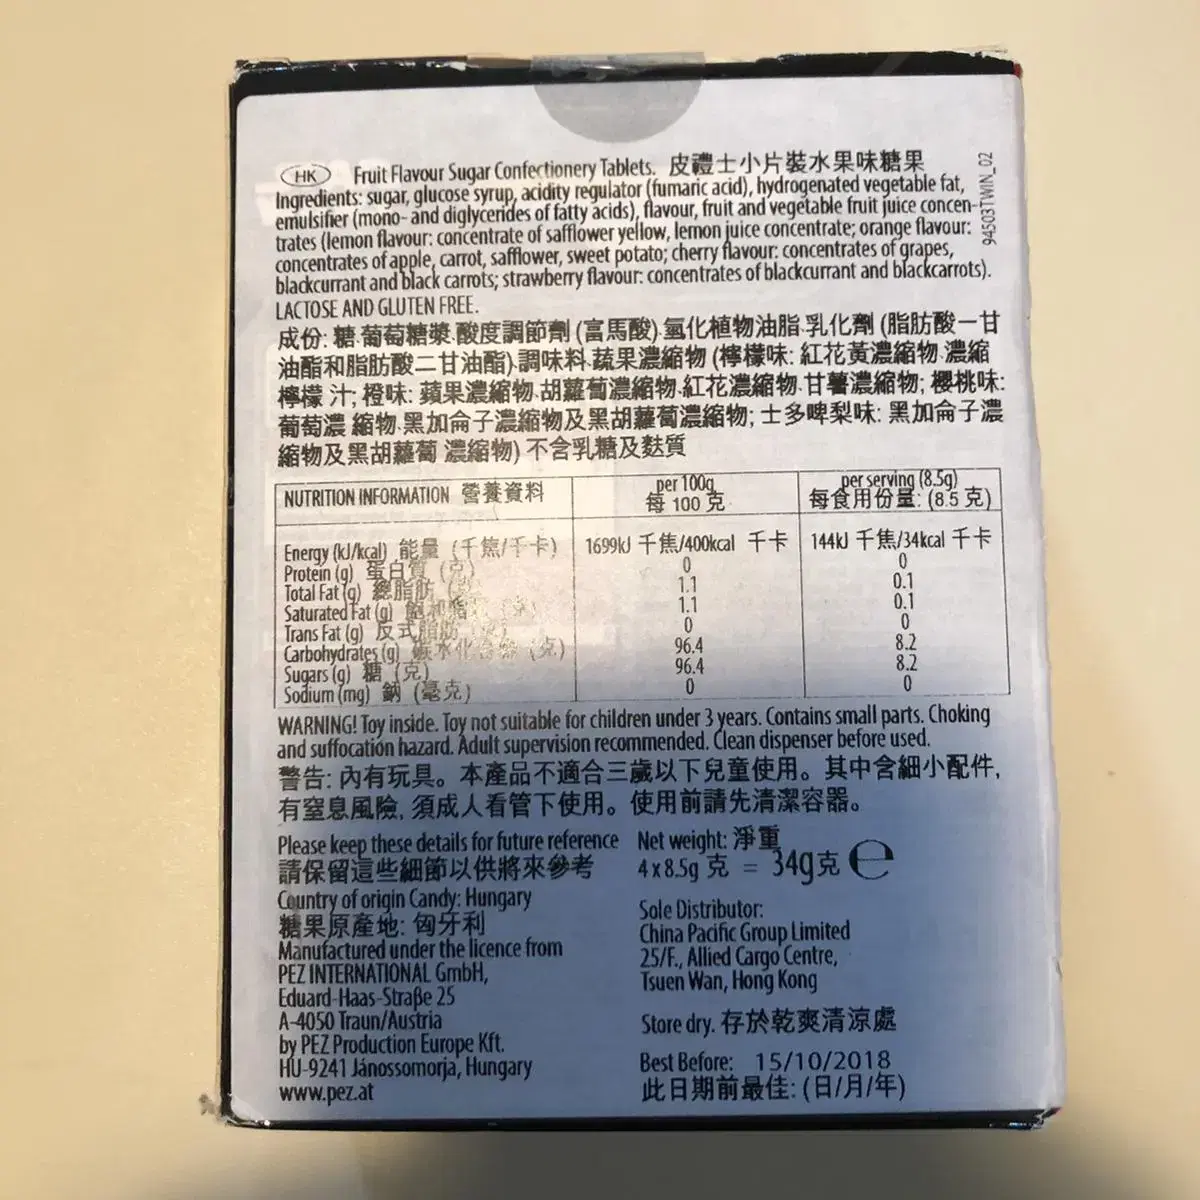 HK Fruit Flavour Sugar Confectionery Tablets. 皮禮士小片裝水果味糖果
Ingredients: sugar, glucose syrup, acidity regulator (fumaric acid), hydrogenated vegetable fat,
emulsifier (mono- and diglycerides of fatty acids), flavour, fruit and vegetable fruit juice concen-
trates (lemon flavour: concentrate of safflower yellow, lemon juice concentrate; orange flavour:
concentrates of apple, carrot, safflower, sweet potato; cherry flavour: concentrates of grapes,
blackcurrant and black carrots; strawberry flavour: concentrates of blackcurrant and blackcarrots).
LACTOSE AND GLUTEN FREE.
94503TWIN_02
成份: 糖.葡萄糖漿.酸度調節劑 (富馬酸).氫化植物油脂.乳化劑 (脂肪酸一甘
油酯和脂肪酸二甘油酯).調味料.蔬果濃縮物 (檸檬味: 紅花黃濃縮物.濃縮
檸檬 汁; 橙味: 蘋果濃縮物.胡蘿蔔濃縮物.紅花濃縮物.甘薯濃縮物; 櫻桃味:
葡萄濃 縮物.黑加侖子濃縮物及黑胡蘿蔔濃縮物; 士多啤梨味: 黑加侖子濃
縮物及黑胡蘿蔔 濃縮物) 不含乳糖及麩質
NUTRITION INFORMATION 營養資料 per 100g per serving (8.5g)
每 100 克 每食用份量: (8.5 克)
Energy (kJ/kcal) 能量 (千焦/千卡) 1699kJ 千焦/400kcal 千卡 144kJ 千焦/34kcal 千卡
Protein (g) 蛋白質 (克) 0 0
Total Fat (g) 總脂肪 (克) 1.1 0.1
Saturated Fat (g) 飽和脂肪 (克) 1.1 0.1
Trans Fat (g) 反式脂肪 (克) 0 0
Carbohydrates (g) 碳水化合物 (克) 96.4 8.2
Sugars (g) 糖 (克) 96.4 8.2
Sodium (mg) 鈉 (毫克) 0 0
WARNING! Toy inside. Toy not suitable for children under 3 years. Contains small parts. Choking
and suffocation hazard. Adult supervision recommended. Clean dispenser before used.
警告: 內有玩具。本產品不適合三歲以下兒童使用。其中含細小配件,
有窒息風險, 須成人看管下使用。使用前請先清潔容器。
Please keep these details for future reference
請保留這些細節以供將來參考
Country of origin Candy: Hungary
糖果原產地: 匈牙利
Manufactured under the licence from
PEZ INTERNATIONAL GmbH,
Eduard-Haas-Straße 25
A-4050 Traun/Austria
by PEZ Production Europe Kft.
HU-9241 Jánossomorja, Hungary
www.pez.at
Net weight: 淨重
4 x 8.5g 克 = 34g克 ℮
Sole Distributor:
China Pacific Group Limited
25/F., Allied Cargo Centre,
Tsuen Wan, Hong Kong
Store dry. 存於乾爽清涼處
Best Before: 15/10/2018
此日期前最佳: (日/月/年)